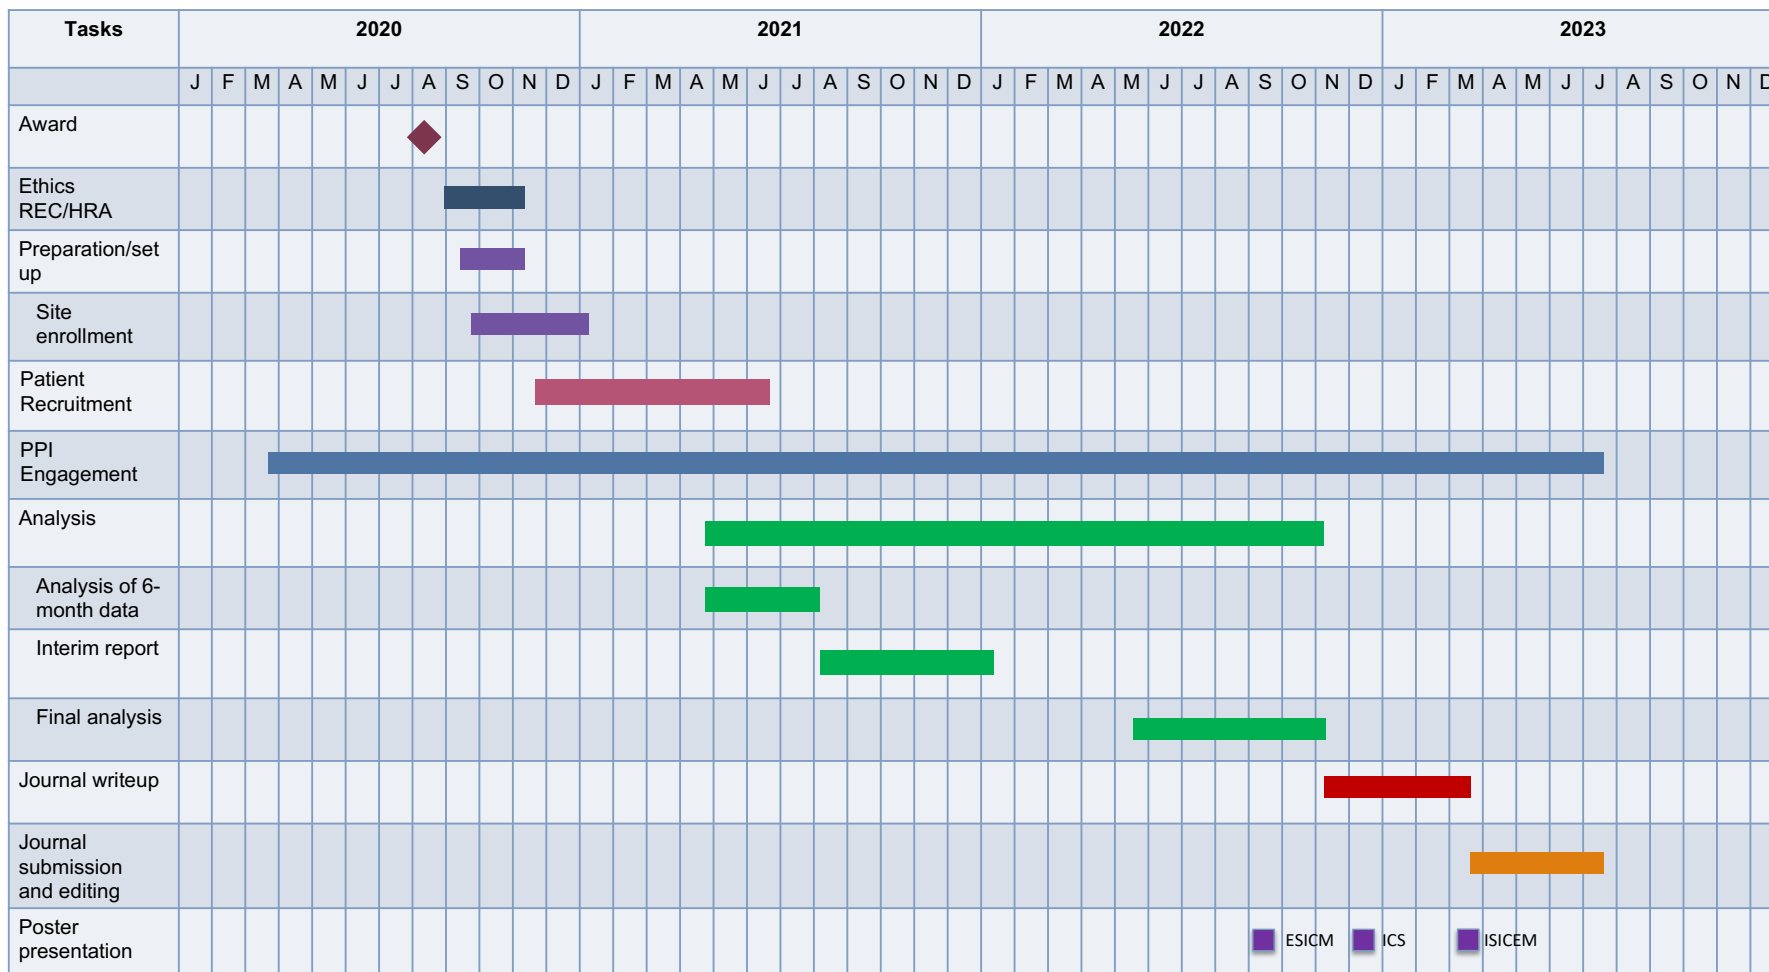 Tasks 2020 2021 2022 2023
J F M A M J J A S O N D J F M A M J J A S O N D J F M A M J J A S O N D J F M A M J J A S O N D
Award
Ethics
REC/HRA
Preparation/set
up
Site
enrollment
Patient
Recruitment
PPI
Engagement
Analysis
Analysis of 6-
month data
Interim report
Final analysis
Journal writeup
Journal
submission
and editing
Poster
presentation
ESICM ICS ISICEM